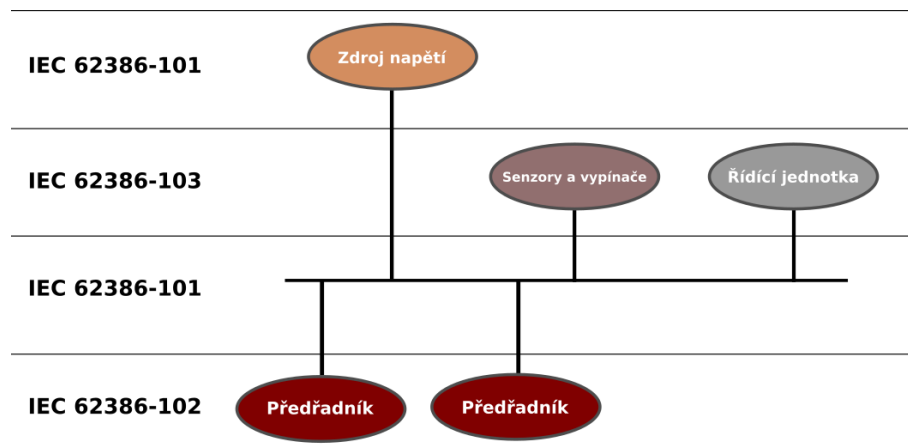 IEC 62386-101
Zdroj napětí
IEC 62386-103
Senzory a vypínače
Řídící jednotka
IEC 62386-101
IEC 62386-102
Předřadník
Předřadník